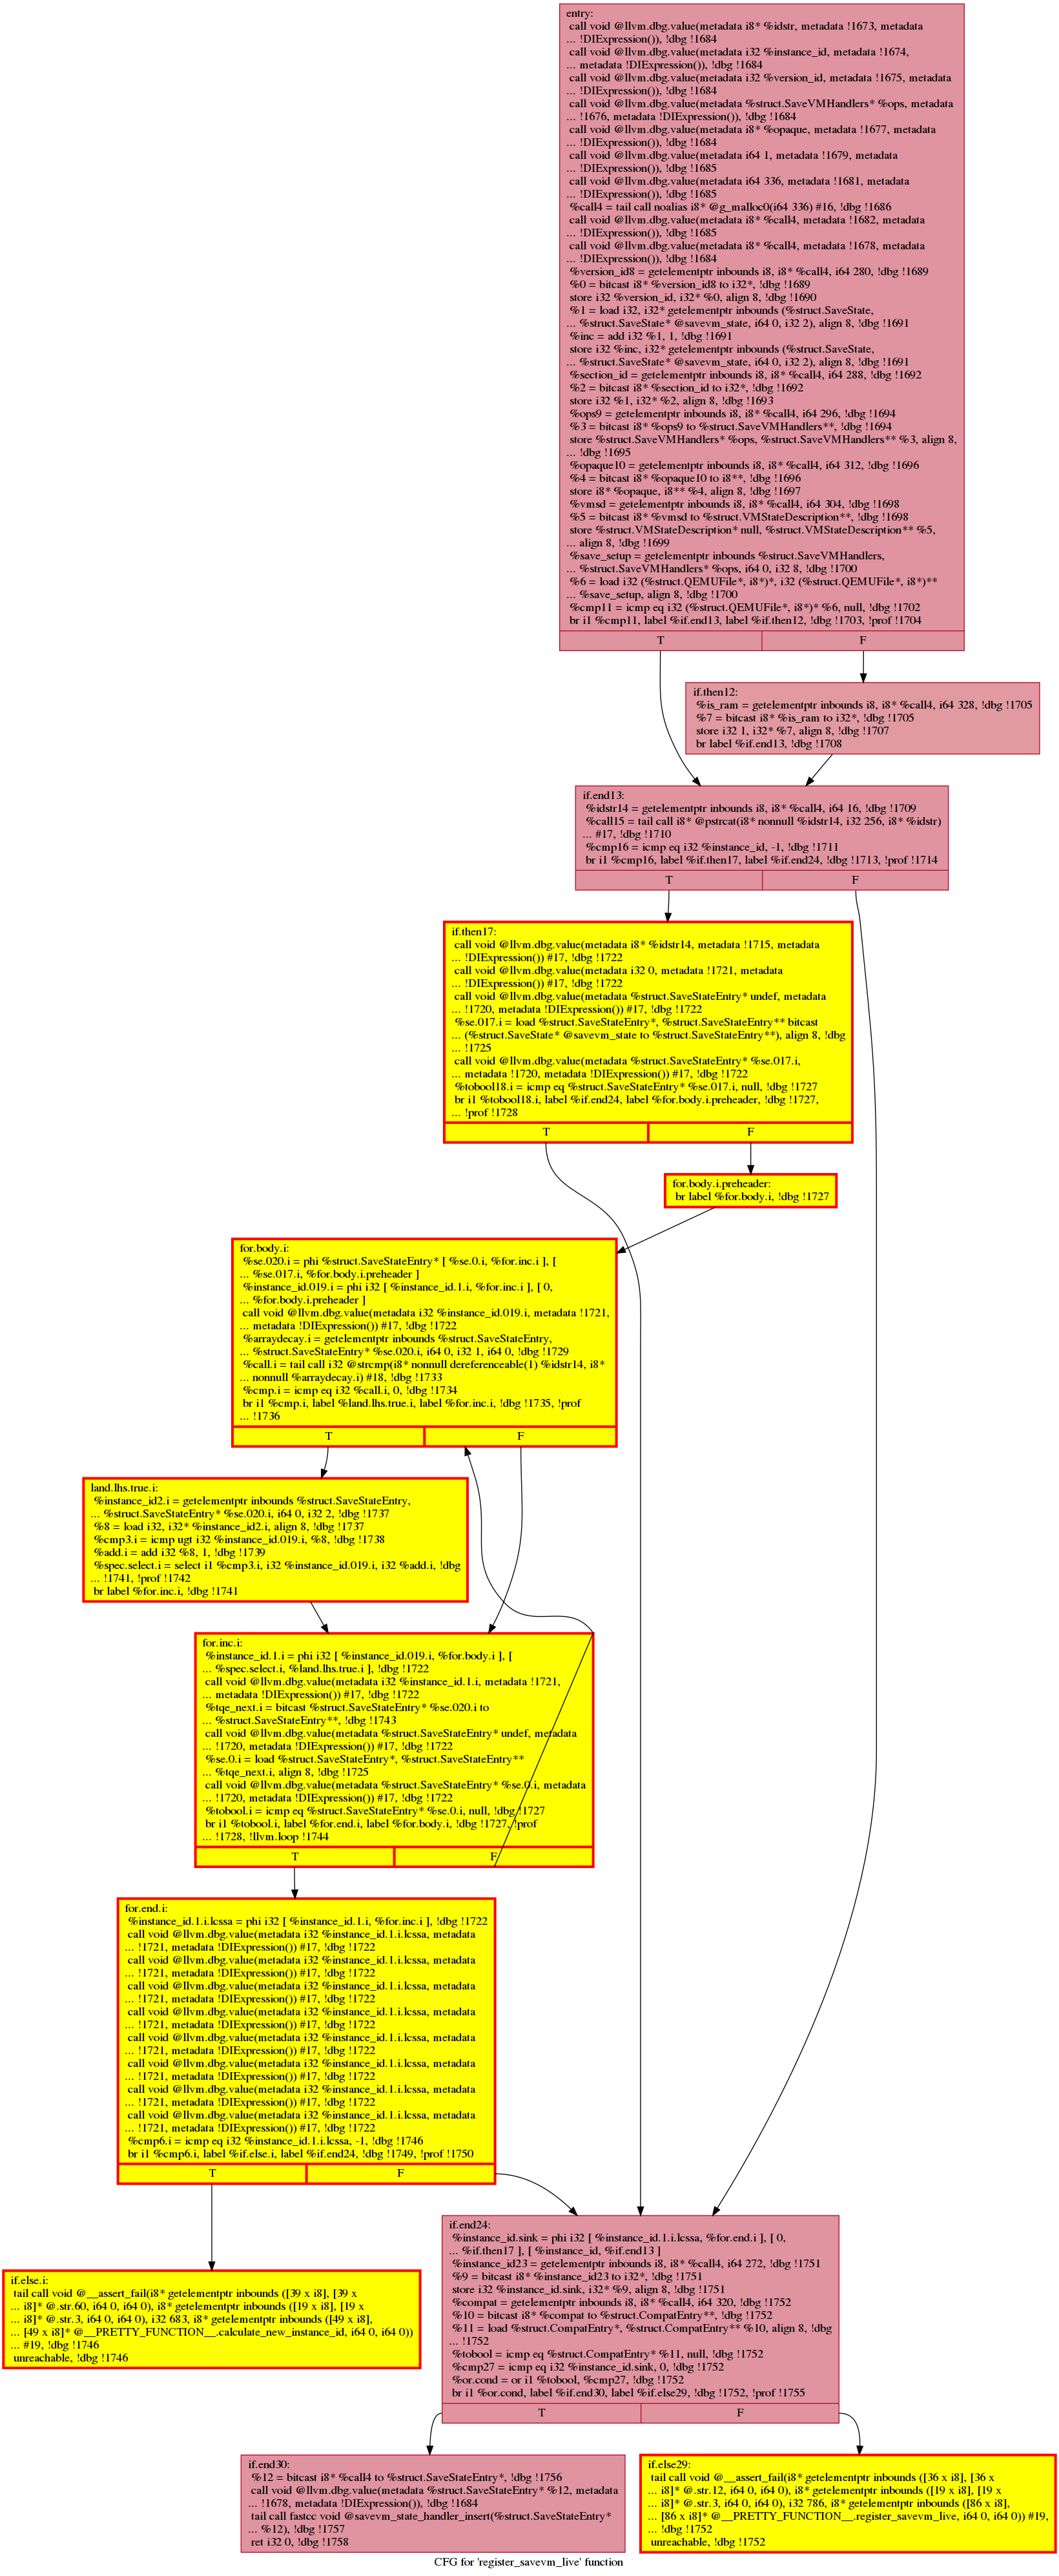 entry:
call void @llvm.dbg.value(metadata i8* %idstr, metadata !1673, metadata
... !DIExpression()), !dbg !1684
call void @llvm.dbg.value(metadata i32 %instance_id, metadata !1674,
... metadata !DIExpression()), !dbg !1684
call void @llvm.dbg.value(metadata i32 %version_id, metadata !1675, metadata
... !DIExpression()), !dbg !1684
call void @llvm.dbg.value(metadata %struct.SaveVMHandlers* %ops, metadata
... !1676, metadata !DIExpression()), !dbg !1684
call void @llvm.dbg.value(metadata i8* %opaque, metadata !1677, metadata
... !DIExpression()), !dbg !1684
call void @llvm.dbg.value(metadata i64 1, metadata !1679, metadata
... !DIExpression()), !dbg !1685
call void @llvm.dbg.value(metadata i64 336, metadata !1681, metadata
... !DIExpression()), !dbg !1685
%call4 = tail call noalias i8* @g_malloc0(i64 336) #16, !dbg !1686
call void @llvm.dbg.value(metadata i8* %call4, metadata !1682, metadata
... !DIExpression()), !dbg !1685
call void @llvm.dbg.value(metadata i8* %call4, metadata !1678, metadata
... !DIExpression()), !dbg !1684
%version_id8 = getelementptr inbounds i8, i8* %call4, i64 280, !dbg !1689
%0 = bitcast i8* %version_id8 to i32*, !dbg !1689
store i32 %version_id, i32* %0, align 8, !dbg !1690
%1 = load i32, i32* getelementptr inbounds (%struct.SaveState,
... %struct.SaveState* @savevm_state, i64 0, i32 2), align 8, !dbg !1691
%inc = add i32 %1, 1, !dbg !1691
store i32 %inc, i32* getelementptr inbounds (%struct.SaveState,
... %struct.SaveState* @savevm_state, i64 0, i32 2), align 8, !dbg !1691
%section_id = getelementptr inbounds i8, i8* %call4, i64 288, !dbg !1692
%2 = bitcast i8* %section_id to i32*, !dbg !1692
store i32 %1, i32* %2, align 8, !dbg !1693
%ops9 = getelementptr inbounds i8, i8* %call4, i64 296, !dbg !1694
%3 = bitcast i8* %ops9 to %struct.SaveVMHandlers**, !dbg !1694
store %struct.SaveVMHandlers* %ops, %struct.SaveVMHandlers** %3, align 8,
... !dbg !1695
%opaque10 = getelementptr inbounds i8, i8* %call4, i64 312, !dbg !1696
%4 = bitcast i8* %opaque10 to i8**, !dbg !1696
store i8* %opaque, i8** %4, align 8, !dbg !1697
%vmsd = getelementptr inbounds i8, i8* %call4, i64 304, !dbg !1698
%5 = bitcast i8* %vmsd to %struct.VMStateDescription**, !dbg !1698
store %struct.VMStateDescription* null, %struct.VMStateDescription** %5,
... align 8, !dbg !1699
%save_setup = getelementptr inbounds %struct.SaveVMHandlers,
... %struct.SaveVMHandlers* %ops, i64 0, i32 8, !dbg !1700
%6 = load i32 (%struct.QEMUFile*, i8*)*, i32 (%struct.QEMUFile*, i8*)**
... %save_setup, align 8, !dbg !1700
%cmp11 = icmp eq i32 (%struct.QEMUFile*, i8*)* %6, null, !dbg !1702
br i1 %cmp11, label %if.end13, label %if.then12, !dbg !1703, !prof !1704
T F
if.then12:
%is_ram = getelementptr inbounds i8, i8* %call4, i64 328, !dbg !1705
%7 = bitcast i8* %is_ram to i32*, !dbg !1705
store i32 1, i32* %7, align 8, !dbg !1707
br label %if.end13, !dbg !1708
if.end13:
%idstr14 = getelementptr inbounds i8, i8* %call4, i64 16, !dbg !1709
%call15 = tail call i8* @pstrcat(i8* nonnull %idstr14, i32 256, i8* %idstr)
... #17, !dbg !1710
%cmp16 = icmp eq i32 %instance_id, -1, !dbg !1711
br i1 %cmp16, label %if.then17, label %if.end24, !dbg !1713, !prof !1714
T F
if.then17:
call void @llvm.dbg.value(metadata i8* %idstr14, metadata !1715, metadata
... !DIExpression()) #17, !dbg !1722
call void @llvm.dbg.value(metadata i32 0, metadata !1721, metadata
... !DIExpression()) #17, !dbg !1722
call void @llvm.dbg.value(metadata %struct.SaveStateEntry* undef, metadata
... !1720, metadata !DIExpression()) #17, !dbg !1722
%se.017.i = load %struct.SaveStateEntry*, %struct.SaveStateEntry** bitcast
... (%struct.SaveState* @savevm_state to %struct.SaveStateEntry**), align 8, !dbg
... !1725
call void @llvm.dbg.value(metadata %struct.SaveStateEntry* %se.017.i,
... metadata !1720, metadata !DIExpression()) #17, !dbg !1722
%tobool18.i = icmp eq %struct.SaveStateEntry* %se.017.i, null, !dbg !1727
br i1 %tobool18.i, label %if.end24, label %for.body.i.preheader, !dbg !1727,
... !prof !1728
T F
for.body.i.preheader:
br label %for.body.i, !dbg !1727
for.body.i:
%se.020.i = phi %struct.SaveStateEntry* [ %se.0.i, %for.inc.i ], [
... %se.017.i, %for.body.i.preheader ]
%instance_id.019.i = phi i32 [ %instance_id.1.i, %for.inc.i ], [ 0,
... %for.body.i.preheader ]
call void @llvm.dbg.value(metadata i32 %instance_id.019.i, metadata !1721,
... metadata !DIExpression()) #17, !dbg !1722
%arraydecay.i = getelementptr inbounds %struct.SaveStateEntry,
... %struct.SaveStateEntry* %se.020.i, i64 0, i32 1, i64 0, !dbg !1729
%call.i = tail call i32 @strcmp(i8* nonnull dereferenceable(1) %idstr14, i8*
... nonnull %arraydecay.i) #18, !dbg !1733
%cmp.i = icmp eq i32 %call.i, 0, !dbg !1734
br i1 %cmp.i, label %land.lhs.true.i, label %for.inc.i, !dbg !1735, !prof
... !1736
T F
land.lhs.true.i:
%instance_id2.i = getelementptr inbounds %struct.SaveStateEntry,
... %struct.SaveStateEntry* %se.020.i, i64 0, i32 2, !dbg !1737
%8 = load i32, i32* %instance_id2.i, align 8, !dbg !1737
%cmp3.i = icmp ugt i32 %instance_id.019.i, %8, !dbg !1738
%add.i = add i32 %8, 1, !dbg !1739
%spec.select.i = select i1 %cmp3.i, i32 %instance_id.019.i, i32 %add.i, !dbg
... !1741, !prof !1742
br label %for.inc.i, !dbg !1741
for.inc.i:
%instance_id.1.i = phi i32 [ %instance_id.019.i, %for.body.i ], [
... %spec.select.i, %land.lhs.true.i ], !dbg !1722
call void @llvm.dbg.value(metadata i32 %instance_id.1.i, metadata !1721,
... metadata !DIExpression()) #17, !dbg !1722
%tqe_next.i = bitcast %struct.SaveStateEntry* %se.020.i to
... %struct.SaveStateEntry**, !dbg !1743
call void @llvm.dbg.value(metadata %struct.SaveStateEntry* undef, metadata
... !1720, metadata !DIExpression()) #17, !dbg !1722
%se.0.i = load %struct.SaveStateEntry*, %struct.SaveStateEntry**
... %tqe_next.i, align 8, !dbg !1725
call void @llvm.dbg.value(metadata %struct.SaveStateEntry* %se.0.i, metadata
... !1720, metadata !DIExpression()) #17, !dbg !1722
%tobool.i = icmp eq %struct.SaveStateEntry* %se.0.i, null, !dbg !1727
br i1 %tobool.i, label %for.end.i, label %for.body.i, !dbg !1727, !prof
... !1728, !llvm.loop !1744
T F
for.end.i:
%instance_id.1.i.lcssa = phi i32 [ %instance_id.1.i, %for.inc.i ], !dbg !1722
call void @llvm.dbg.value(metadata i32 %instance_id.1.i.lcssa, metadata
... !1721, metadata !DIExpression()) #17, !dbg !1722
call void @llvm.dbg.value(metadata i32 %instance_id.1.i.lcssa, metadata
... !1721, metadata !DIExpression()) #17, !dbg !1722
call void @llvm.dbg.value(metadata i32 %instance_id.1.i.lcssa, metadata
... !1721, metadata !DIExpression()) #17, !dbg !1722
call void @llvm.dbg.value(metadata i32 %instance_id.1.i.lcssa, metadata
... !1721, metadata !DIExpression()) #17, !dbg !1722
call void @llvm.dbg.value(metadata i32 %instance_id.1.i.lcssa, metadata
... !1721, metadata !DIExpression()) #17, !dbg !1722
call void @llvm.dbg.value(metadata i32 %instance_id.1.i.lcssa, metadata
... !1721, metadata !DIExpression()) #17, !dbg !1722
call void @llvm.dbg.value(metadata i32 %instance_id.1.i.lcssa, metadata
... !1721, metadata !DIExpression()) #17, !dbg !1722
call void @llvm.dbg.value(metadata i32 %instance_id.1.i.lcssa, metadata
... !1721, metadata !DIExpression()) #17, !dbg !1722
%cmp6.i = icmp eq i32 %instance_id.1.i.lcssa, -1, !dbg !1746
br i1 %cmp6.i, label %if.else.i, label %if.end24, !dbg !1749, !prof !1750
T F
if.else.i:
tail call void @__assert_fail(i8* getelementptr inbounds ([39 x i8], [39 x
... i8]* @.str.60, i64 0, i64 0), i8* getelementptr inbounds ([19 x i8], [19 x
... i8]* @.str.3, i64 0, i64 0), i32 683, i8* getelementptr inbounds ([49 x i8],
... [49 x i8]* @__PRETTY_FUNCTION__.calculate_new_instance_id, i64 0, i64 0))
... #19, !dbg !1746
unreachable, !dbg !1746
if.end24:
%instance_id.sink = phi i32 [ %instance_id.1.i.lcssa, %for.end.i ], [ 0,
... %if.then17 ], [ %instance_id, %if.end13 ]
%instance_id23 = getelementptr inbounds i8, i8* %call4, i64 272, !dbg !1751
%9 = bitcast i8* %instance_id23 to i32*, !dbg !1751
store i32 %instance_id.sink, i32* %9, align 8, !dbg !1751
%compat = getelementptr inbounds i8, i8* %call4, i64 320, !dbg !1752
%10 = bitcast i8* %compat to %struct.CompatEntry**, !dbg !1752
%11 = load %struct.CompatEntry*, %struct.CompatEntry** %10, align 8, !dbg
... !1752
%tobool = icmp eq %struct.CompatEntry* %11, null, !dbg !1752
%cmp27 = icmp eq i32 %instance_id.sink, 0, !dbg !1752
%or.cond = or i1 %tobool, %cmp27, !dbg !1752
br i1 %or.cond, label %if.end30, label %if.else29, !dbg !1752, !prof !1755
T F
if.end30:
%12 = bitcast i8* %call4 to %struct.SaveStateEntry*, !dbg !1756
call void @llvm.dbg.value(metadata %struct.SaveStateEntry* %12, metadata
... !1678, metadata !DIExpression()), !dbg !1684
tail call fastcc void @savevm_state_handler_insert(%struct.SaveStateEntry*
... %12), !dbg !1757
ret i32 0, !dbg !1758
if.else29:
tail call void @__assert_fail(i8* getelementptr inbounds ([36 x i8], [36 x
... i8]* @.str.12, i64 0, i64 0), i8* getelementptr inbounds ([19 x i8], [19 x
... i8]* @.str.3, i64 0, i64 0), i32 786, i8* getelementptr inbounds ([86 x i8],
... [86 x i8]* @__PRETTY_FUNCTION__.register_savevm_live, i64 0, i64 0)) #19,
... !dbg !1752
unreachable, !dbg !1752
CFG for 'register_savevm_live' function